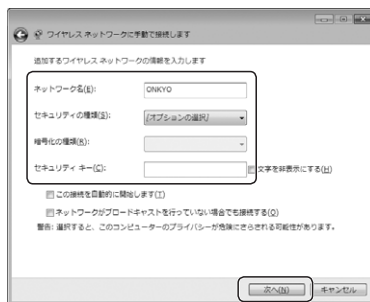 ワイヤレス ネットワークに手動で接続します
追加するワイヤレス ネットワークの情報を入力します
ネットワーク名(E): ONKYO
セキュリティの種類(S): [オプションの選択]
暗号化の種類(R):
セキュリティ キー(C): 文字を非表示にする(H)
この接続を自動的に開始します(T)
ネットワークがブロードキャストを行っていない場合でも接続する(O)
警告: 選択すると、このコンピューターのプライバシーが危険にさらされる可能性があります。
次へ(N) キャンセル